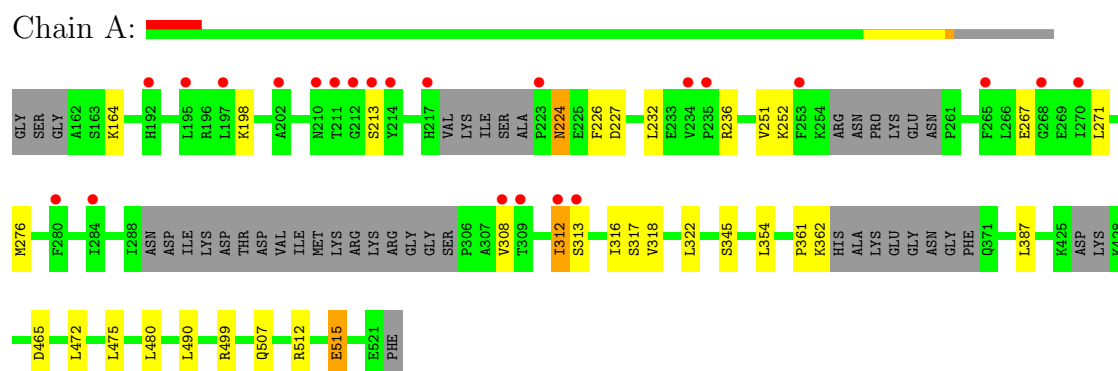 Chain A:
GLY SER GLY A162 S163 K164 H192 L195 R196 L197 K198 A202 N210 T211 G212 S213 Y214 H217 VAL LYS ILE SER ALA P223 N224 E225 F226 D227 L232 E233 V234 P235 R236 V251 K252 F253 K254 ARG ASN PRO LYS GLU ASN P261 F265 L266 E267 G268 E269 I270 L271
M276 F280 I284 I288 ASN ASP ILE LYS ASP THR ASP VAL ILE MET LYS ARG LYS ARG GLY GLY SER P306 A307 V308 T309 I312 S313 I316 S317 V318 L322 S345 L354 P361 K362 HIS ALA LYS GLU GLY ASN GLY PHE Q371 L387 K425 ASP LYS K428
D465 L472 L475 L480 L490 R499 Q507 R512 E515 E521 PHE